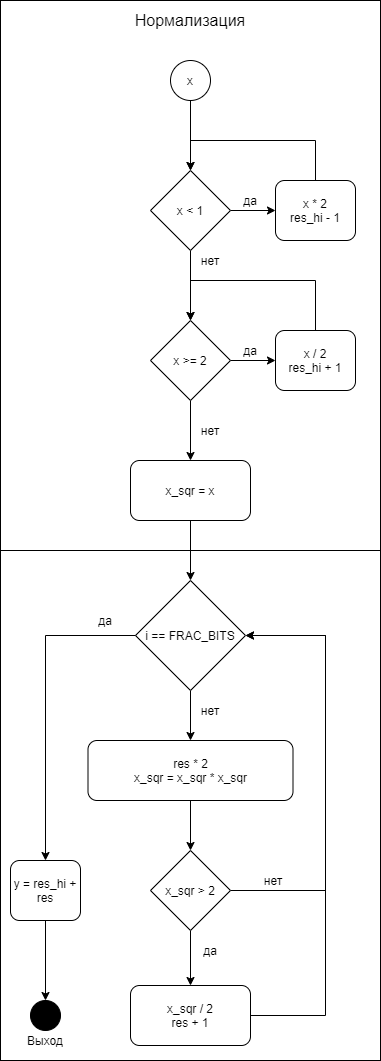 Нормализация
x
x < 1
да
x * 2
res_hi - 1
нет
x >= 2
да
x / 2
res_hi + 1
нет
x_sqr = x
да
i == FRAC_BITS
нет
res * 2
x_sqr = x_sqr * x_sqr
y = res_hi +
res
x_sqr > 2
нет
да
x_sqr / 2
res + 1
Выход